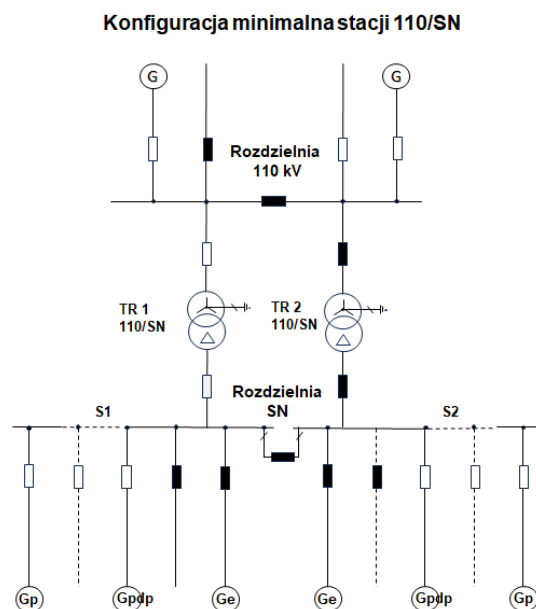 Konfiguracja minimalna stacji 110/SN
G
G
Rozdzielnia
110 kV
TR 1
110/SN
TR 2
110/SN
Rozdzielnia
SN
S1
S2
Gp
Gpdp
Ge
Ge
Gpdp
Gp